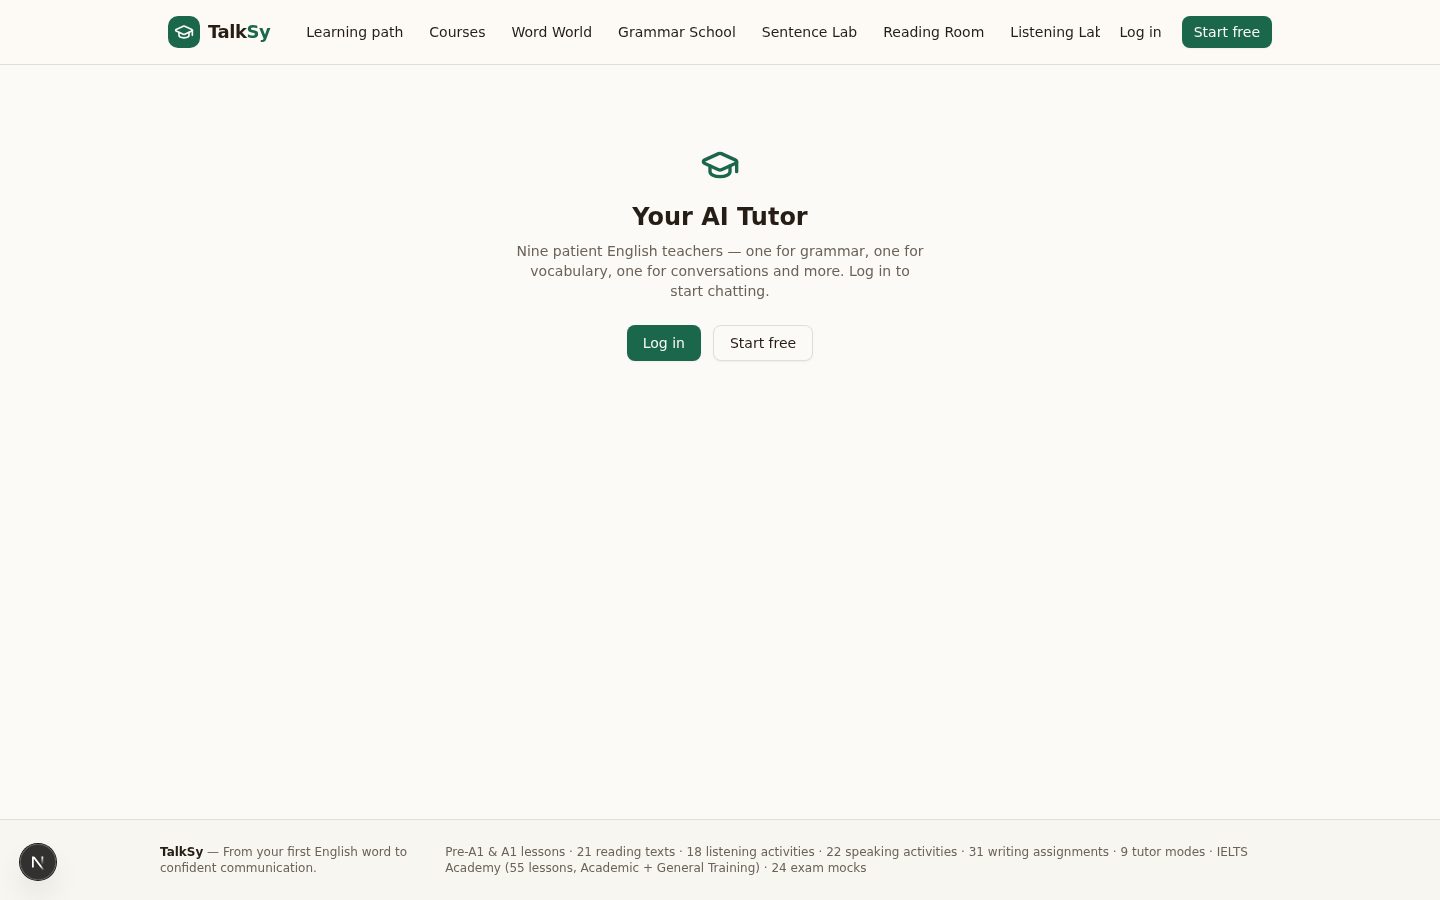 TalkSy
Learning path
Courses
Word World
Grammar School
Sentence Lab
Reading Room
Listening Lab
Log in
Start free
Your AI Tutor
Nine patient English teachers — one for grammar, one for
vocabulary, one for conversations and more. Log in to
start chatting.
Log in
Start free
TalkSy — From your first English word to
confident communication.
Pre-A1 & A1 lessons · 21 reading texts · 18 listening activities · 22 speaking activities · 31 writing assignments · 9 tutor modes · IELTS
Academy (55 lessons, Academic + General Training) · 24 exam mocks
N